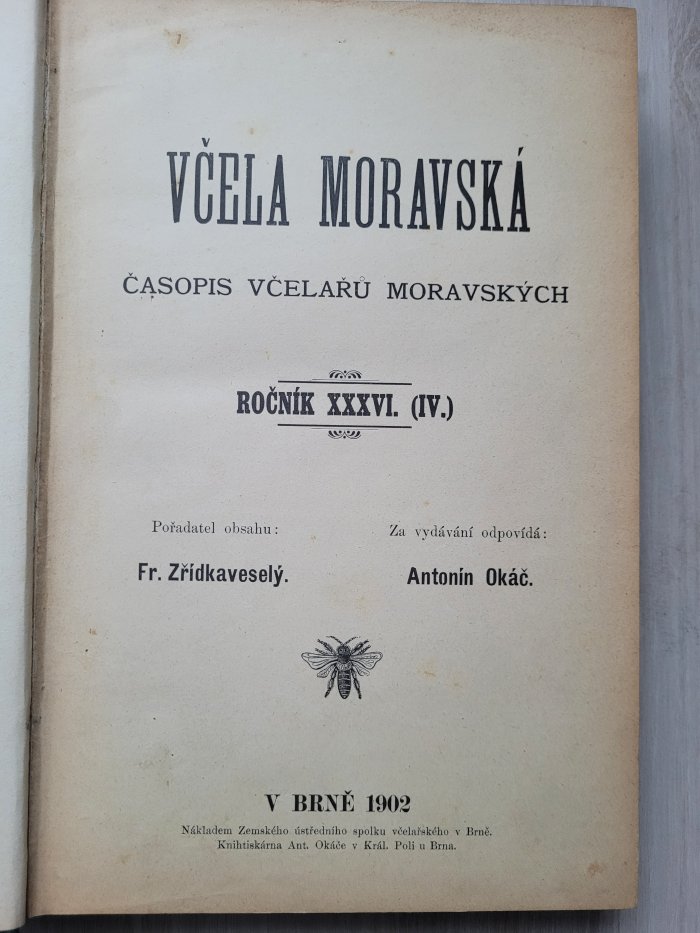 VČELA MORAVSKÁ
ČASOPIS VČELAŘŮ MORAVSKÝCH
ROČNÍK XXXVI. (IV.)
Pořadatel obsahu:
Fr. Zřídkaveselý.
Za vydávání odpovídá:
Antonín Okáč.
V BRNĚ 1902
Nákladem Zemského ústředního spolku včelařského v Brně.
Knihtiskárna Ant. Okáče v Král. Poli u Brna.